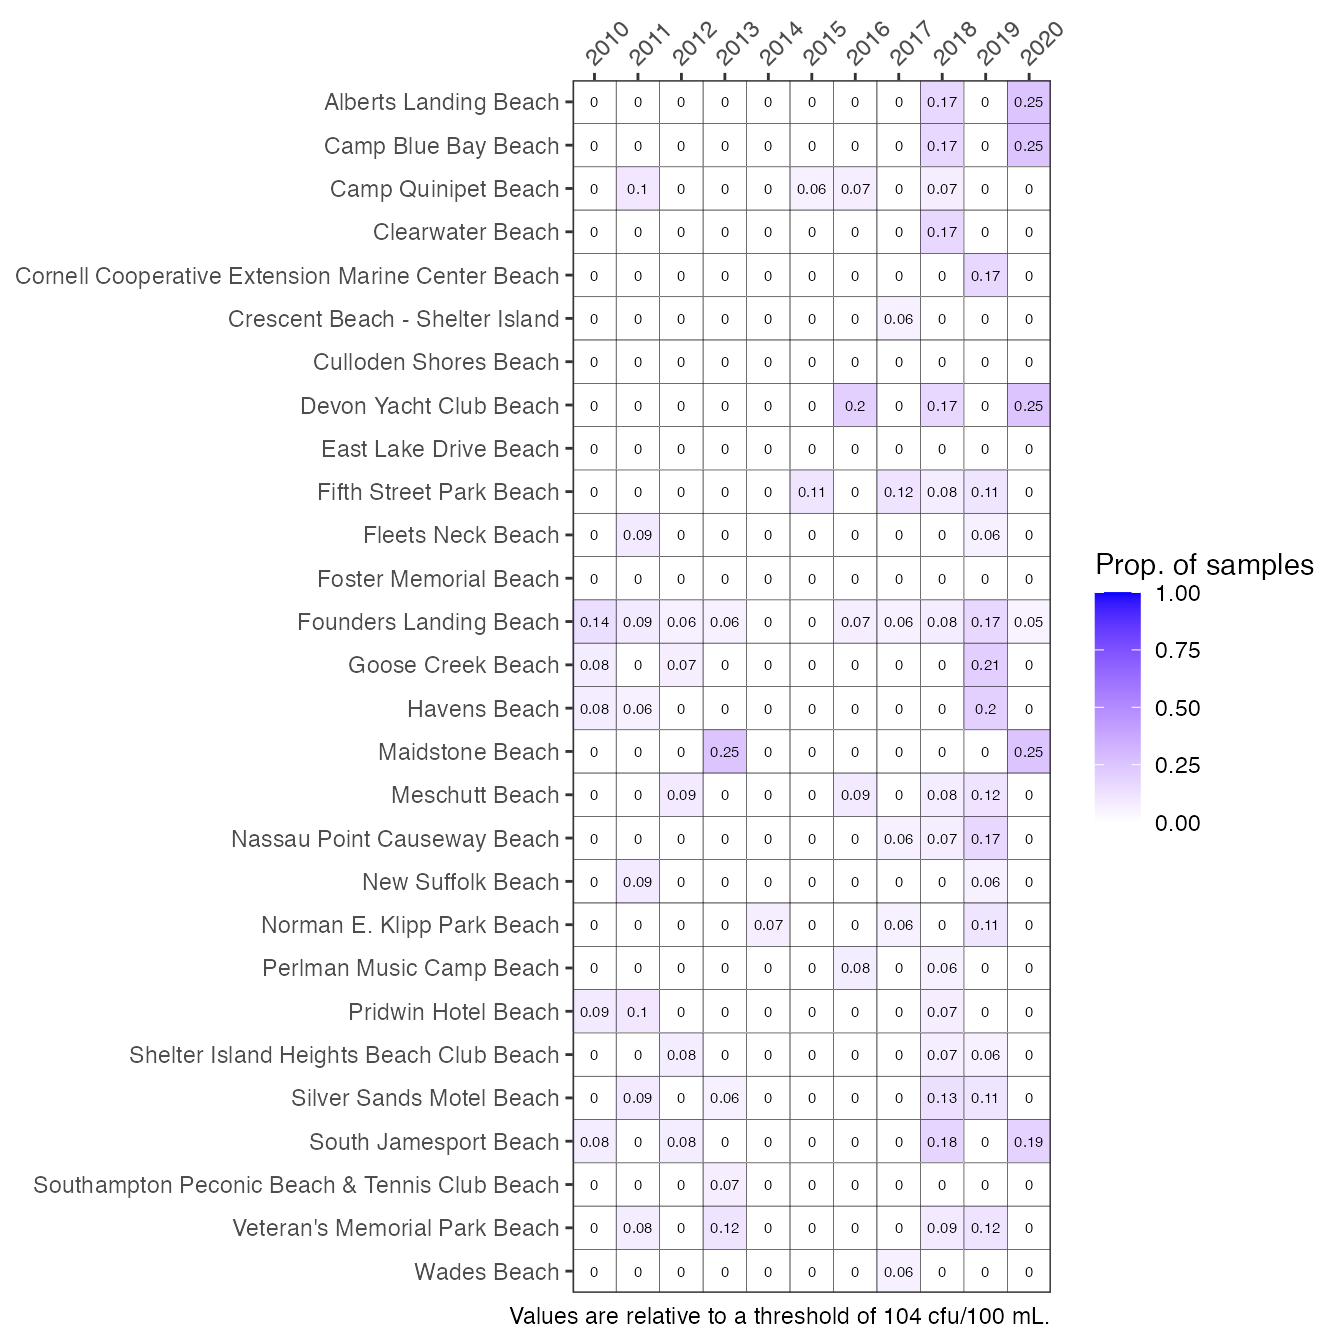 2010 2011 2012 2013 2014 2015 2016 2017 2018 2019 2020
Alberts Landing Beach 0 0 0 0 0 0 0 0 0.17 0 0.25
Camp Blue Bay Beach 0 0 0 0 0 0 0 0 0.17 0 0.25
Camp Quinipet Beach 0 0.1 0 0 0 0.06 0.07 0 0.07 0 0
Clearwater Beach 0 0 0 0 0 0 0 0 0.17 0 0
Cornell Cooperative Extension Marine Center Beach 0 0 0 0 0 0 0 0 0 0.17 0
Crescent Beach - Shelter Island 0 0 0 0 0 0 0 0.06 0 0 0
Culloden Shores Beach 0 0 0 0 0 0 0 0 0 0 0
Devon Yacht Club Beach 0 0 0 0 0 0 0.2 0 0.17 0 0.25
East Lake Drive Beach 0 0 0 0 0 0 0 0 0 0 0
Fifth Street Park Beach 0 0 0 0 0 0.11 0 0.12 0.08 0.11 0
Fleets Neck Beach 0 0.09 0 0 0 0 0 0 0 0.06 0
Foster Memorial Beach 0 0 0 0 0 0 0 0 0 0 0
Founders Landing Beach 0.14 0.09 0.06 0.06 0 0 0.07 0.06 0.08 0.17 0.05
Goose Creek Beach 0.08 0 0.07 0 0 0 0 0 0 0.21 0
Havens Beach 0.08 0.06 0 0 0 0 0 0 0 0.2 0
Maidstone Beach 0 0 0 0.25 0 0 0 0 0 0 0.25
Meschutt Beach 0 0 0.09 0 0 0 0.09 0 0.08 0.12 0
Nassau Point Causeway Beach 0 0 0 0 0 0 0 0.06 0.07 0.17 0
New Suffolk Beach 0 0.09 0 0 0 0 0 0 0 0.06 0
Norman E. Klipp Park Beach 0 0 0 0 0.07 0 0 0.06 0 0.11 0
Perlman Music Camp Beach 0 0 0 0 0 0 0.08 0 0.06 0 0
Pridwin Hotel Beach 0.09 0.1 0 0 0 0 0 0 0.07 0 0
Shelter Island Heights Beach Club Beach 0 0 0.08 0 0 0 0 0 0.07 0.06 0
Silver Sands Motel Beach 0 0.09 0 0.06 0 0 0 0 0.13 0.11 0
South Jamesport Beach 0.08 0 0.08 0 0 0 0 0 0.18 0 0.19
Southampton Peconic Beach & Tennis Club Beach 0 0 0 0.07 0 0 0 0 0 0 0
Veteran's Memorial Park Beach 0 0.08 0 0.12 0 0 0 0 0.09 0.12 0
Wades Beach 0 0 0 0 0 0 0 0.06 0 0 0
Values are relative to a threshold of 104 cfu/100 mL.
Prop. of samples
1.00
0.75
0.50
0.25
0.00